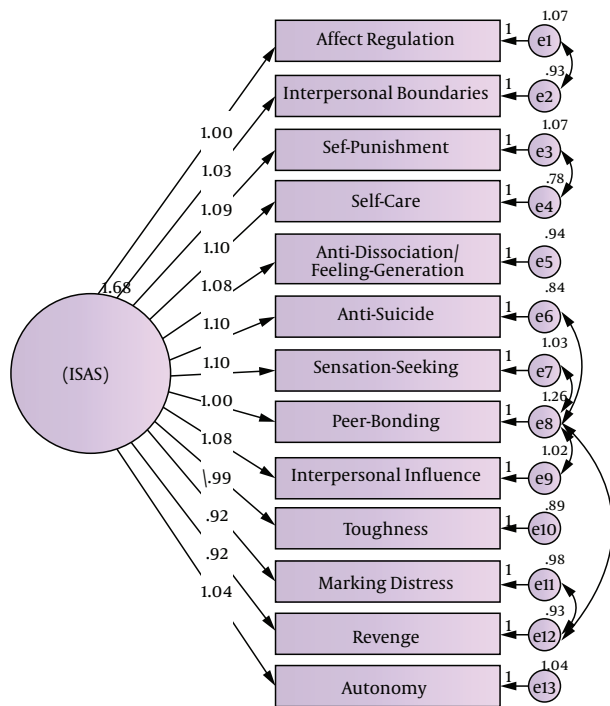 1.07
Affect Regulation
1
e1
.93
Interpersonal Boundaries
1
e2
1.00
1.07
1.03
Sef-Punishment
1
e3
.78
1.09
Self-Care
1
e4
1.10
.94
1.08
Anti-Dissociation/
Feeling-Generation
1
e5
1.68
.84
1.10
Anti-Suicide
1
e6
1.03
(ISAS)
1.10
Sensation-Seeking
1
e7
1.26
1.00
Peer-Bonding
1
e8
1.02
1.08
Interpersonal Influence
1
e9
\.99
.89
Toughness
1
e10
.92
.98
Marking Distress
1
e11
.92
.93
Revenge
1
e12
1.04
1.04
Autonomy
1
e13